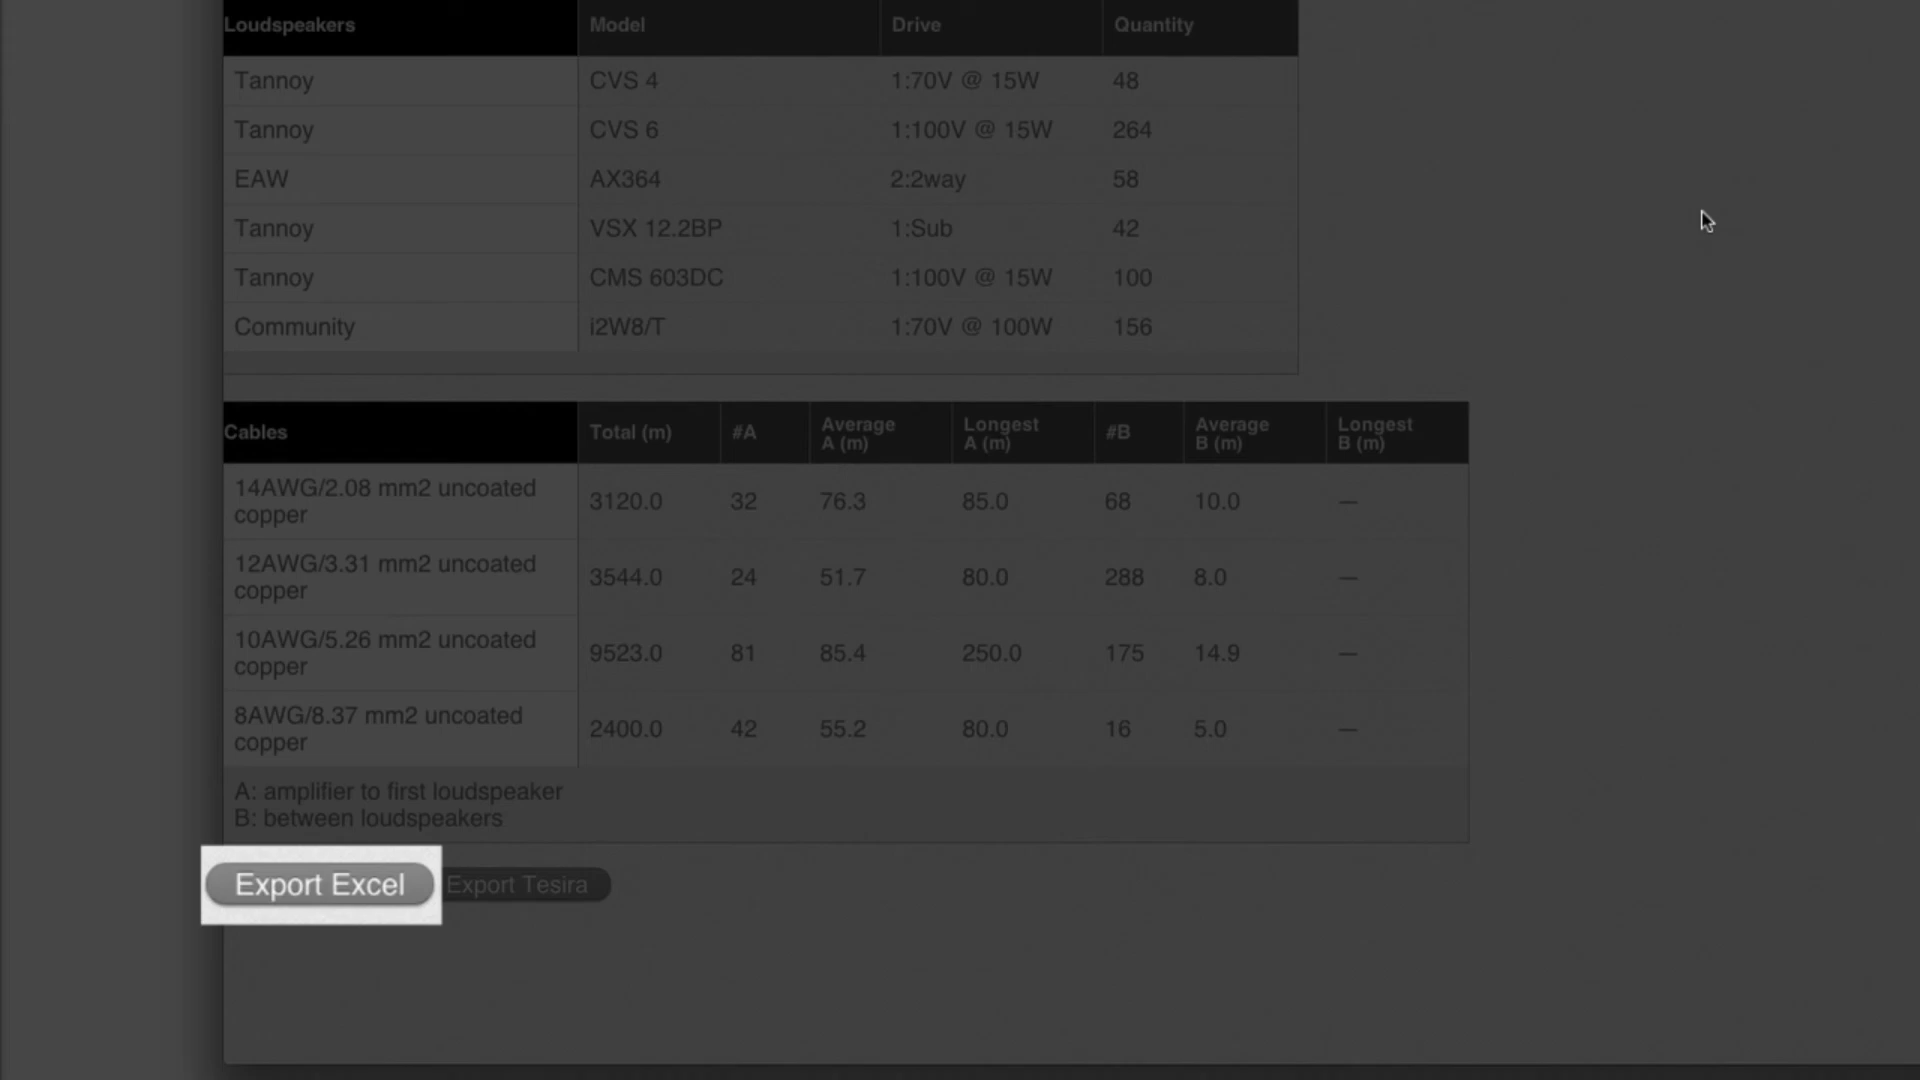 Loudspeakers Model Drive Quantity
Tannoy CVS 4 1:70V @ 15W 48
Tannoy CVS 6 1:100V @ 15W 264
EAW AX364 2:2way 58
Tannoy VSX 12.2BP 1:Sub 42
Tannoy CMS 603DC 1:100V @ 15W 100
Community i2W8/T 1:70V @ 100W 156
Cables Total (m) #A Average A (m) Longest A (m) #B Average B (m) Longest B (m)
14AWG/2.08 mm2 uncoated
copper 3120.0 32 76.3 85.0 68 10.0 —
12AWG/3.31 mm2 uncoated
copper 3544.0 24 51.7 80.0 288 8.0 —
10AWG/5.26 mm2 uncoated
copper 9523.0 81 85.4 250.0 175 14.9 —
8AWG/8.37 mm2 uncoated
copper 2400.0 42 55.2 80.0 16 5.0 —
A: amplifier to first loudspeaker
B: between loudspeakers
Export Excel Export Tesira